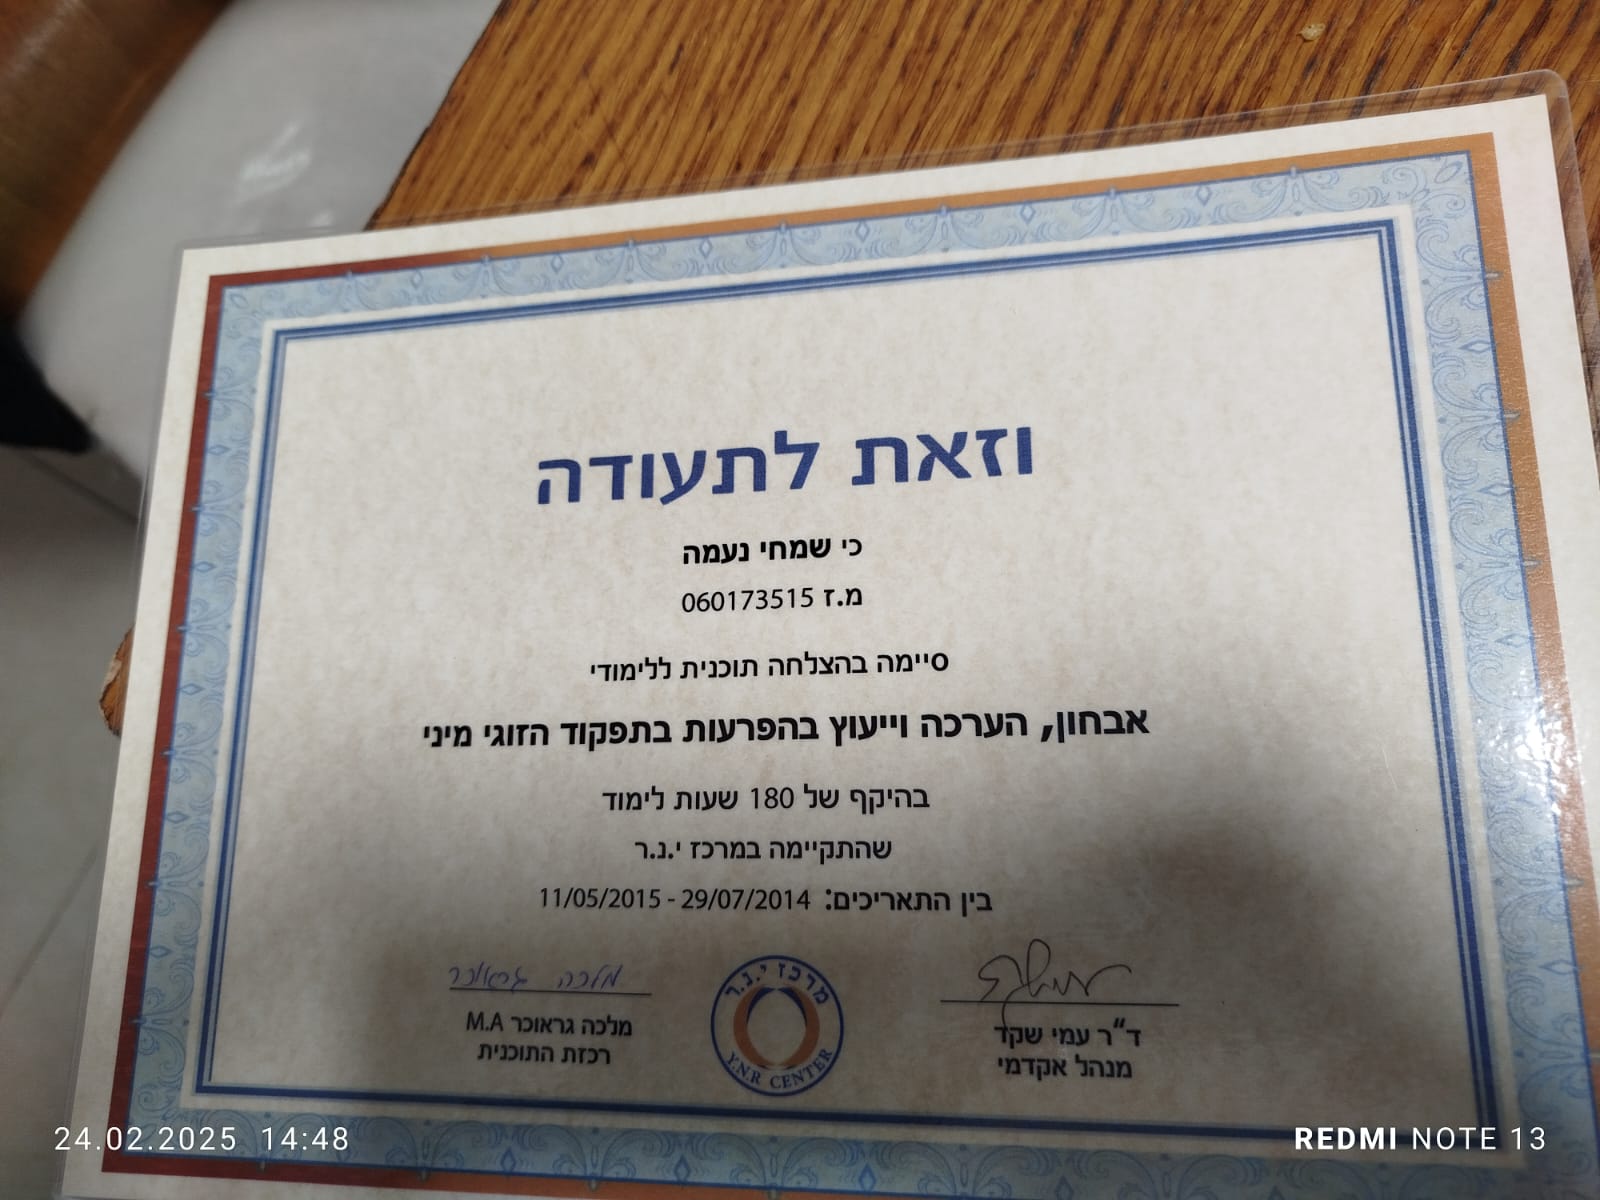 וזאת לתעודה
כי שמחי נעמה
מ.ז 060173515
סיימה בהצלחה תוכנית ללימודי
אבחון, הערכה וייעוץ בהפרעות בתפקוד הזוגי מיני
בהיקף של 180 שעות לימוד
שהתקיימה במרכז י.נ.ר
בין התאריכים: 29/07/2014 - 11/05/2015
מלכה גראוכר
ד"ר עמי שקד
מנהל אקדמי
מרכז י.נ.ר
Y.N.R CENTER
מלכה גראוכר M.A
רכזת התוכנית
24.02.2025 14:48
REDMI NOTE 13